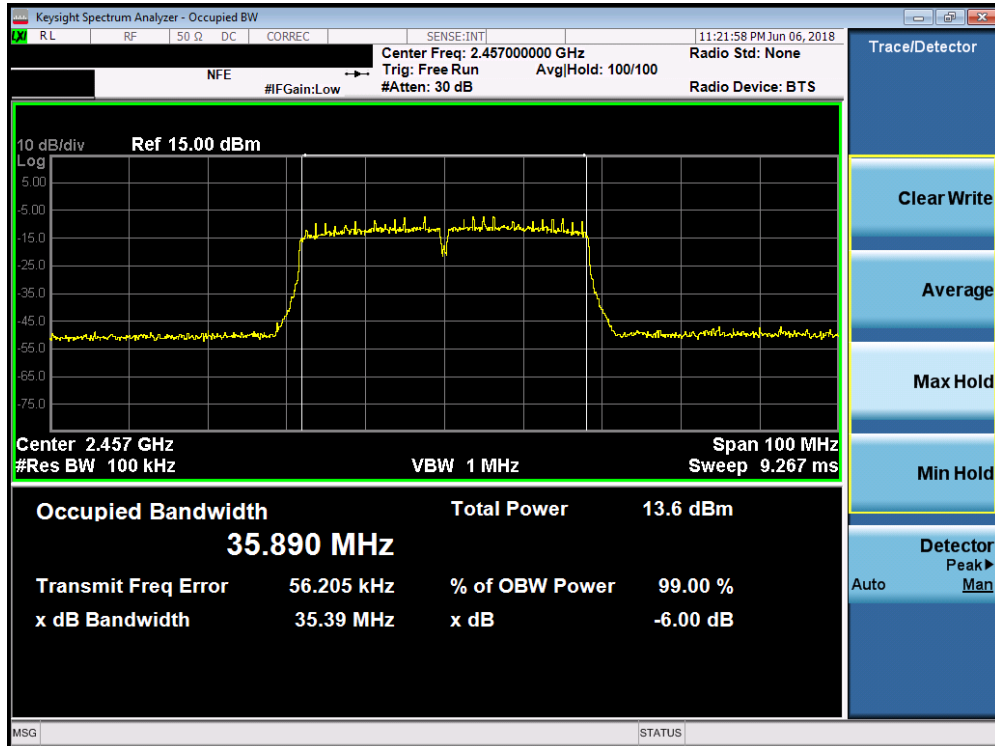 Keysight Spectrum Analyzer - Occupied BW
LXI RL RF 50 Ω DC CORREC SENSE:INT 11:21:58 PM Jun 06, 2018
Center Freq: 2.457000000 GHz Radio Std: None
NFE Trig: Free Run Avg|Hold: 100/100
#IFGain:Low #Atten: 30 dB Radio Device: BTS
Trace/Detector
10 dB/div Ref 15.00 dBm
Log
5.00
-5.00
-15.0
-25.0
-35.0
-45.0
-55.0
-65.0
-75.0
Center 2.457 GHz Span 100 MHz
#Res BW 100 kHz VBW 1 MHz Sweep 9.267 ms
Occupied Bandwidth Total Power 13.6 dBm
35.890 MHz
Transmit Freq Error 56.205 kHz % of OBW Power 99.00 %
x dB Bandwidth 35.39 MHz x dB -6.00 dB
Clear Write
Average
Max Hold
Min Hold
Detector
Peak▶
Auto Man
MSG STATUS